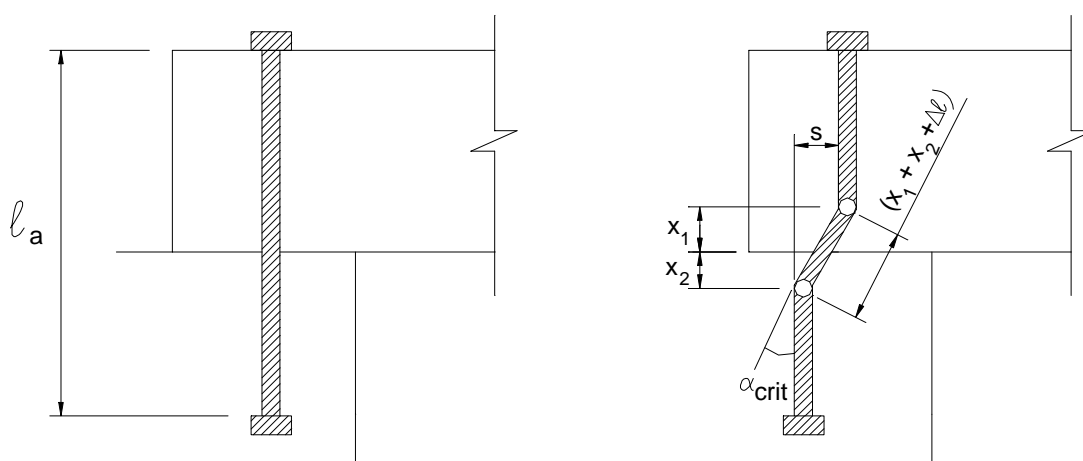 ℓa
s
(x1 + x2 + Δℓ)
x1
x2
αcrit